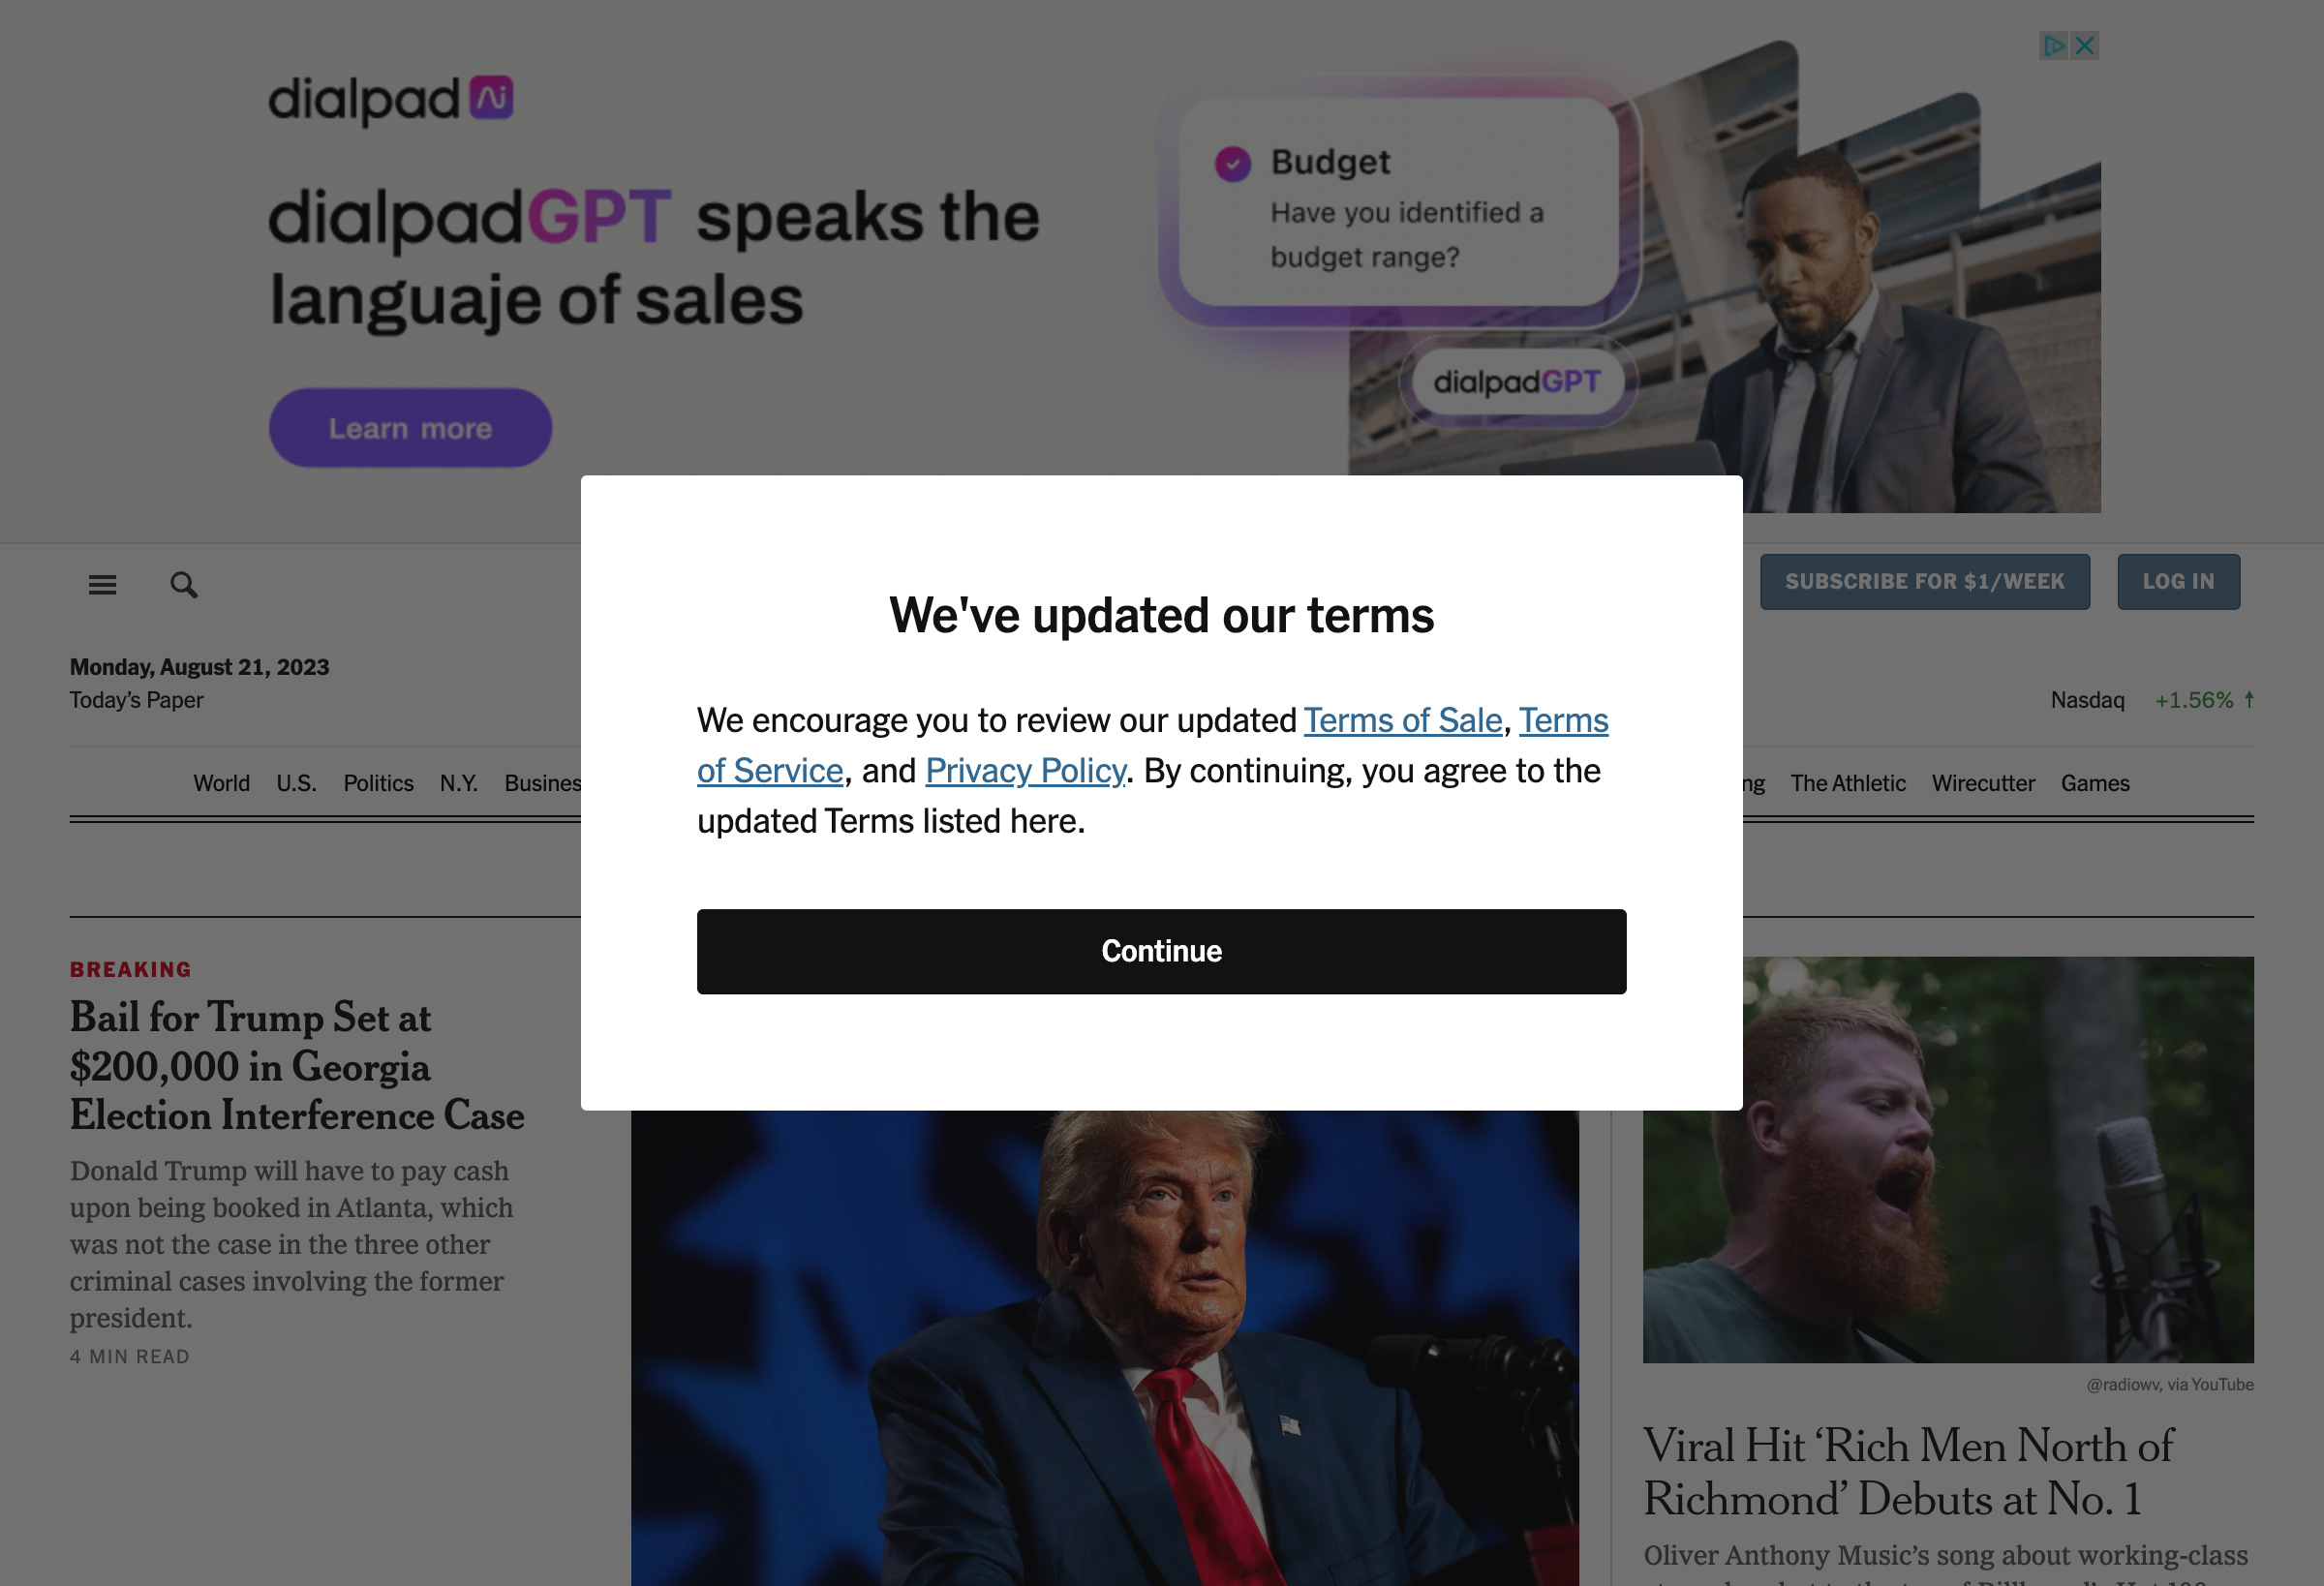 dialpad Ai
dialpadGPT speaks the
languaje of sales
Learn more
Budget
Have you identified a
budget range?
dialpadGPT
SUBSCRIBE FOR $1/WEEK
LOG IN
Monday, August 21, 2023
Today's Paper
Nasdaq +1.56% ↑
World U.S. Politics N.Y. Busines
ng The Athletic Wirecutter Games
We've updated our terms
We encourage you to review our updated Terms of Sale, Terms
of Service, and Privacy Policy. By continuing, you agree to the
updated Terms listed here.
Continue
BREAKING
Bail for Trump Set at
$200,000 in Georgia
Election Interference Case
Donald Trump will have to pay cash
upon being booked in Atlanta, which
was not the case in the three other
criminal cases involving the former
president.
4 MIN READ
@radiowv, via YouTube
Viral Hit ‘Rich Men North of
Richmond’ Debuts at No. 1
Oliver Anthony Music’s song about working-class